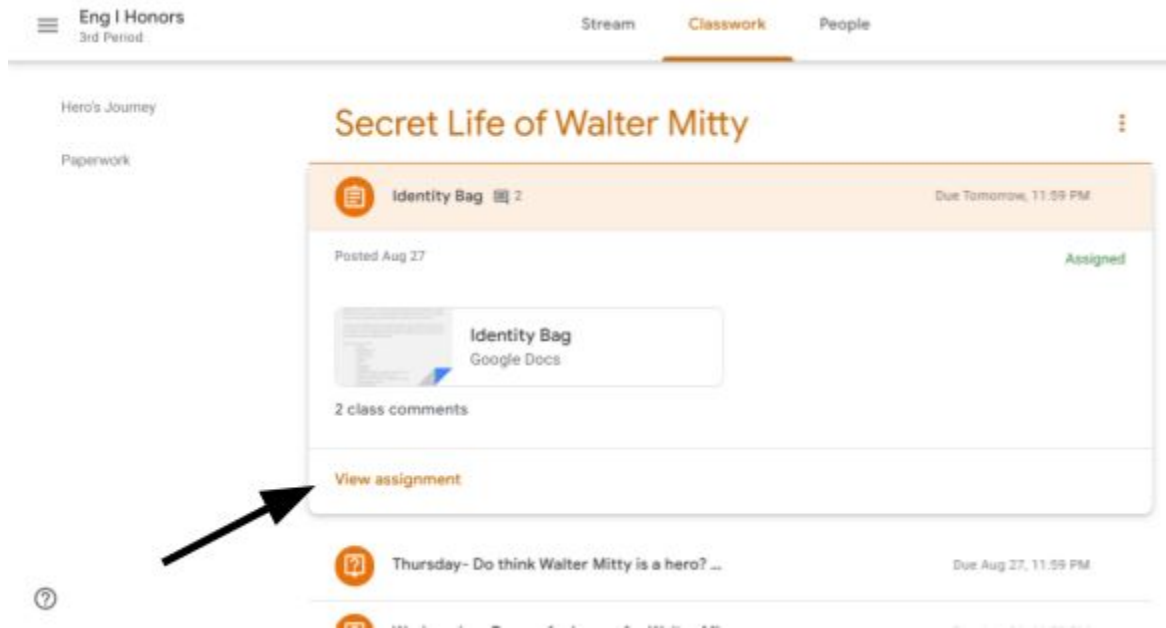 Eng I Honors
3rd Period
Stream
Classwork
People
Hero's Journey
Paperwork
Secret Life of Walter Mitty
Identity Bag 2
Due Tomorrow, 11:59 PM
Posted Aug 27
Assigned
Identity Bag
Google Docs
2 class comments
View assignment
Thursday- Do think Walter Mitty is a hero? ...
Due Aug 27, 11:59 PM